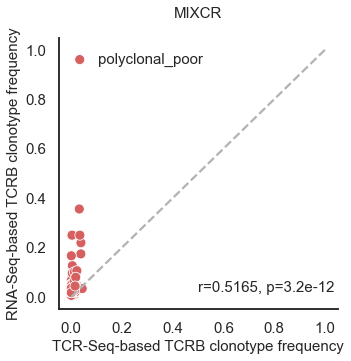 MIXCR
1.0
polyclonal_poor
0.8
0.6
0.4
0.2
r=0.5165, p=3.2e-12
0.0
0.0 0.2 0.4 0.6 0.8 1.0
TCR-Seq-based TCRB clonotype frequency
RNA-Seq-based TCRB clonotype frequency